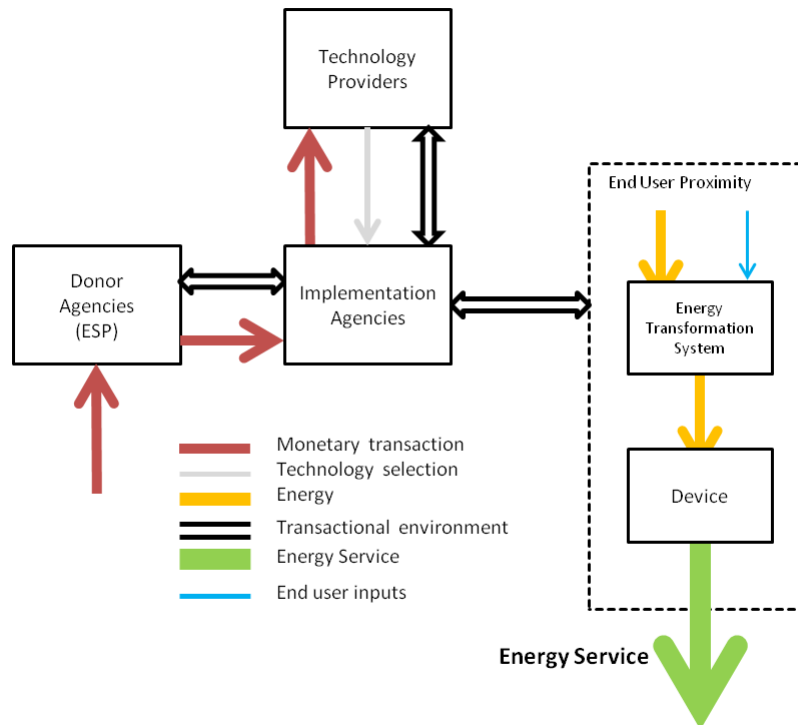 Technology
Providers
End User Proximity
Donor
Agencies
(ESP)
Implementation
Agencies
Energy
Transformation
System
Monetary transaction
Technology selection
Energy
Transactional environment
Energy Service
End user inputs
Device
Energy Service